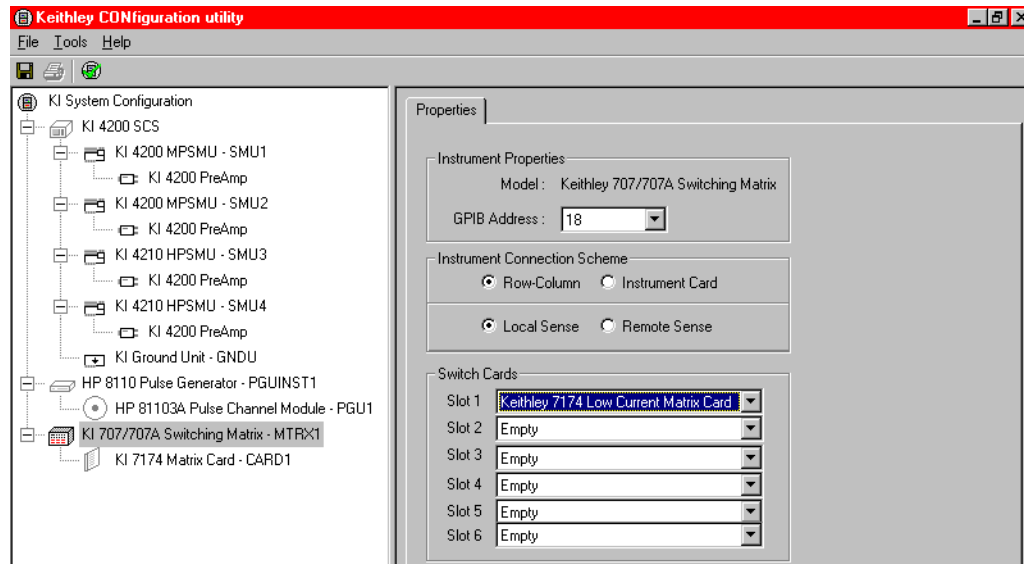 Keithley CONfiguration utility
File Tools Help
KI System Configuration
KI 4200 SCS
KI 4200 MPSMU - SMU1
KI 4200 PreAmp
KI 4200 MPSMU - SMU2
KI 4200 PreAmp
KI 4210 HPSMU - SMU3
KI 4200 PreAmp
KI 4210 HPSMU - SMU4
KI 4200 PreAmp
KI Ground Unit - GNDU
HP 8110 Pulse Generator - PGUINST1
HP 81103A Pulse Channel Module - PGU1
KI 707/707A Switching Matrix - MTRX1
KI 7174 Matrix Card - CARD1
Properties
Instrument Properties
Model : Keithley 707/707A Switching Matrix
GPIB Address : 18
Instrument Connection Scheme
Row-Column Instrument Card
Local Sense Remote Sense
Switch Cards
Slot 1 Keithley 7174 Low Current Matrix Card
Slot 2 Empty
Slot 3 Empty
Slot 4 Empty
Slot 5 Empty
Slot 6 Empty